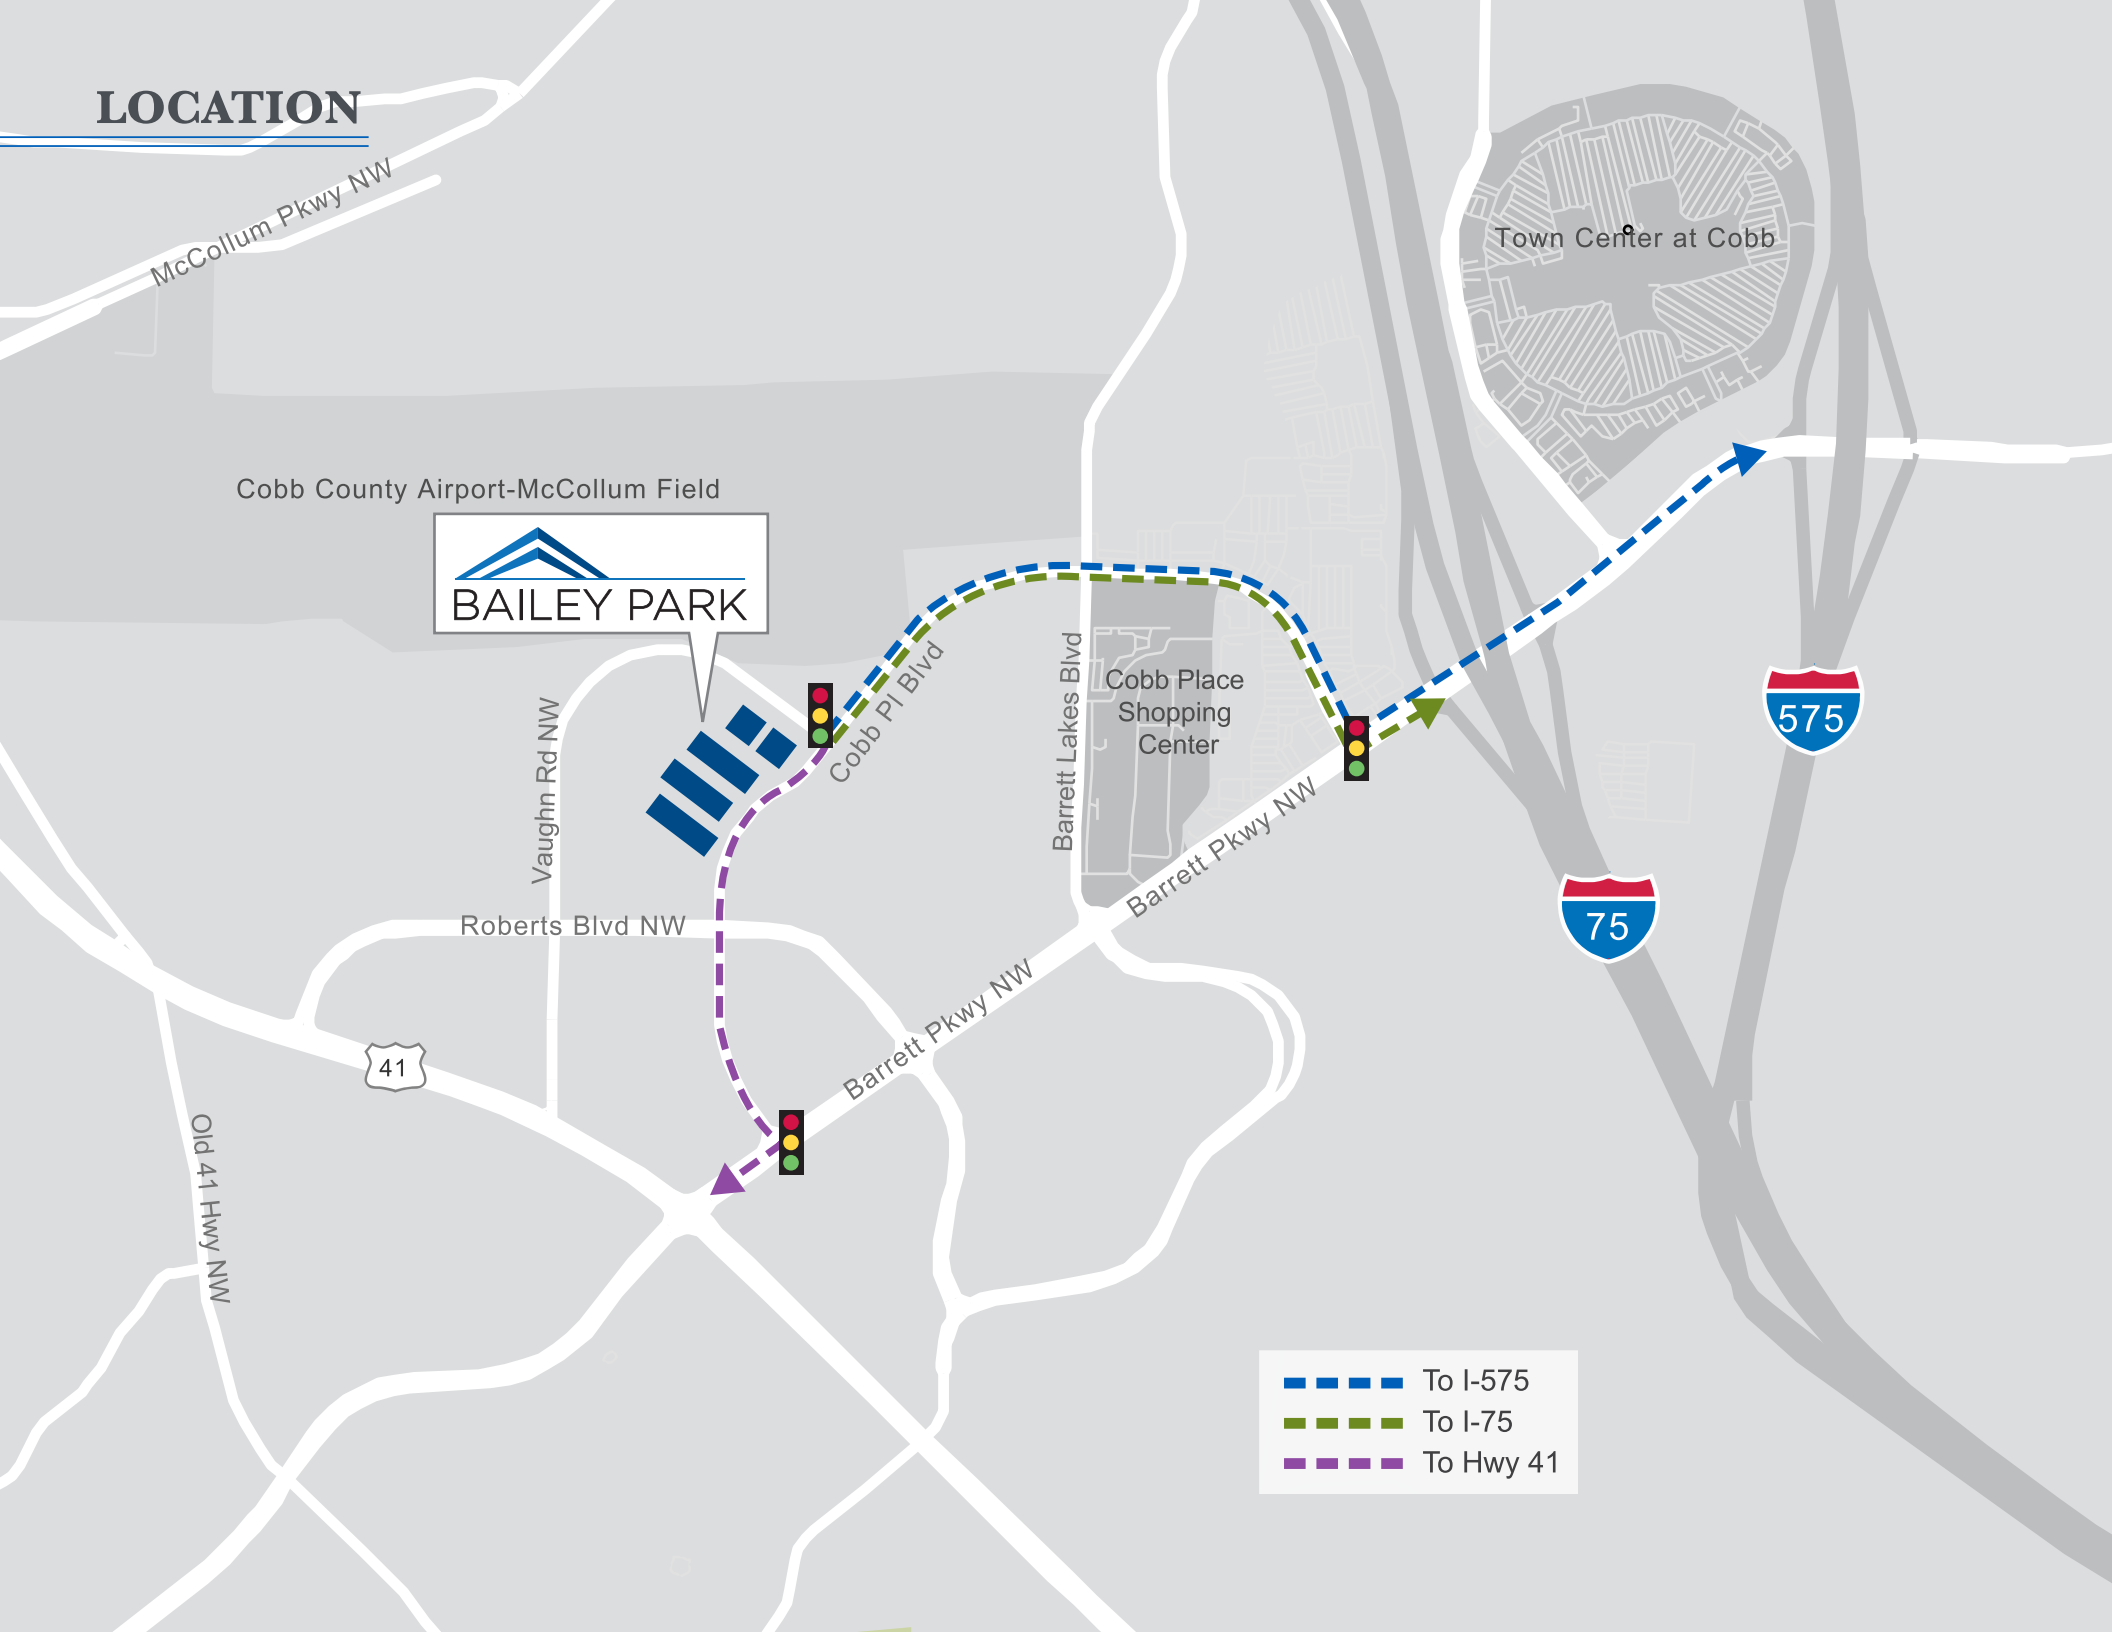 LOCATION
McCollum Pkwy NW
Town Center at Cobb
Cobb County Airport-McCollum Field
BAILEY PARK
Cobb Pl Blvd
Barrett Lakes Blvd
Cobb Place
Shopping
Center
575
Vaughn Rd NW
Barrett Pkwy NW
75
Roberts Blvd NW
Barrett Pkwy NW
41
Old 41 Hwy NW
To I-575
To I-75
To Hwy 41